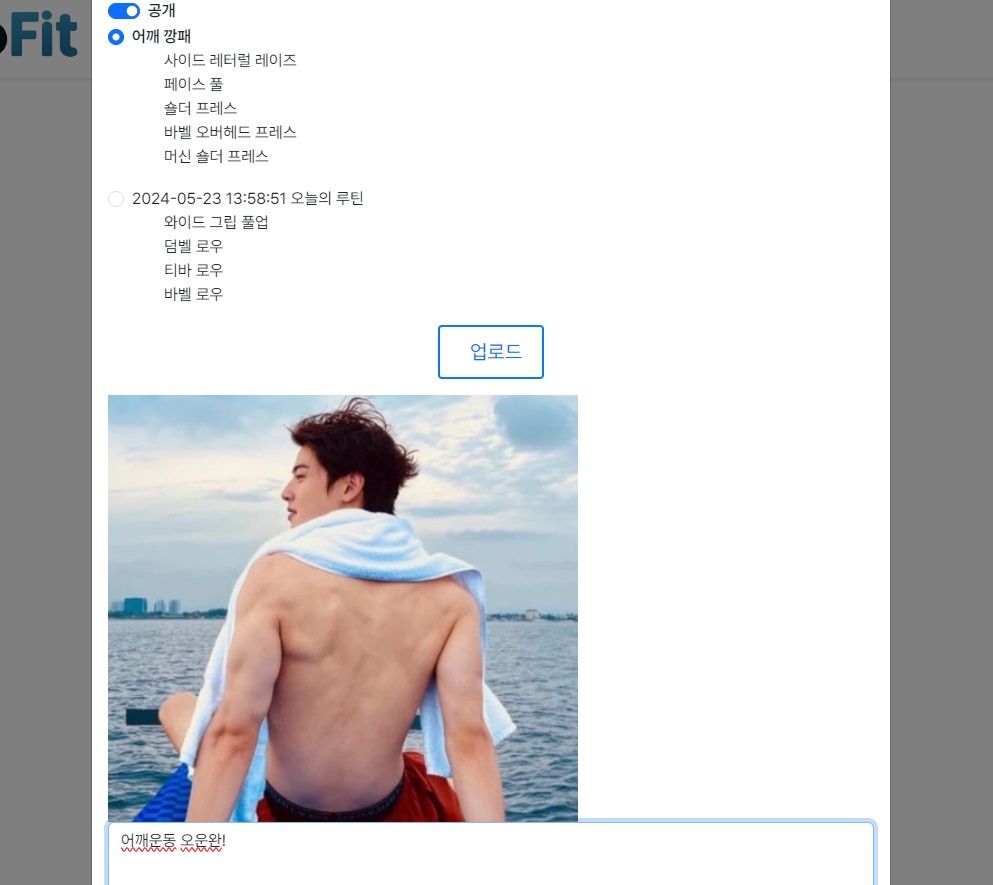 Fit
공개
어깨 깡패
사이드 레터럴 레이즈
페이스 풀
숄더 프레스
바벨 오버헤드 프레스
머신 숄더 프레스
2024-05-23 13:58:51 오늘의 루틴
와이드 그립 풀업
덤벨 로우
티바 로우
바벨 로우
업로드
어깨운동 오운완!